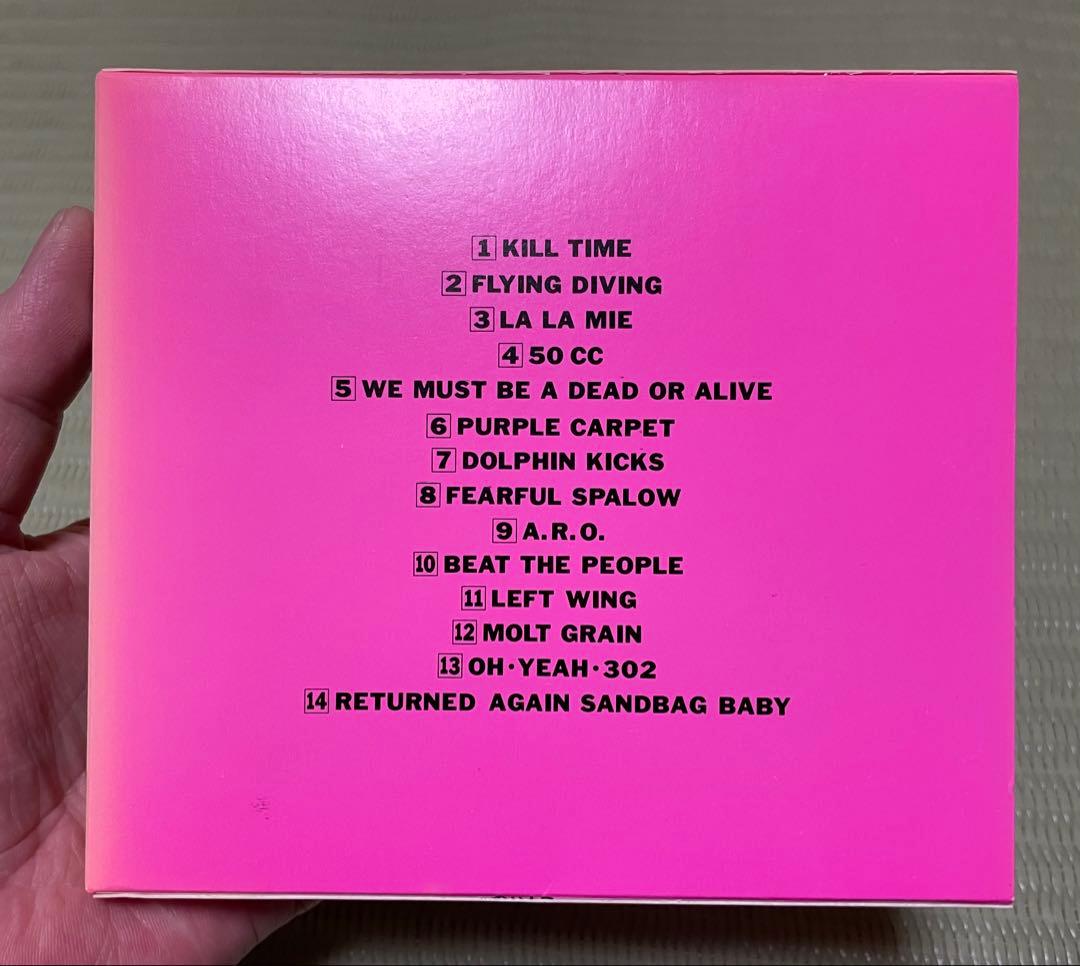 1 KILL TIME
2 FLYING DIVING
3 LA LA MIE
4 50 CC
5 WE MUST BE A DEAD OR ALIVE
6 PURPLE CARPET
7 DOLPHIN KICKS
8 FEARFUL SPALOW
9 A.R.O.
10 BEAT THE PEOPLE
11 LEFT WING
12 MOLT GRAIN
13 OH·YEAH·302
14 RETURNED AGAIN SANDBAG BABY